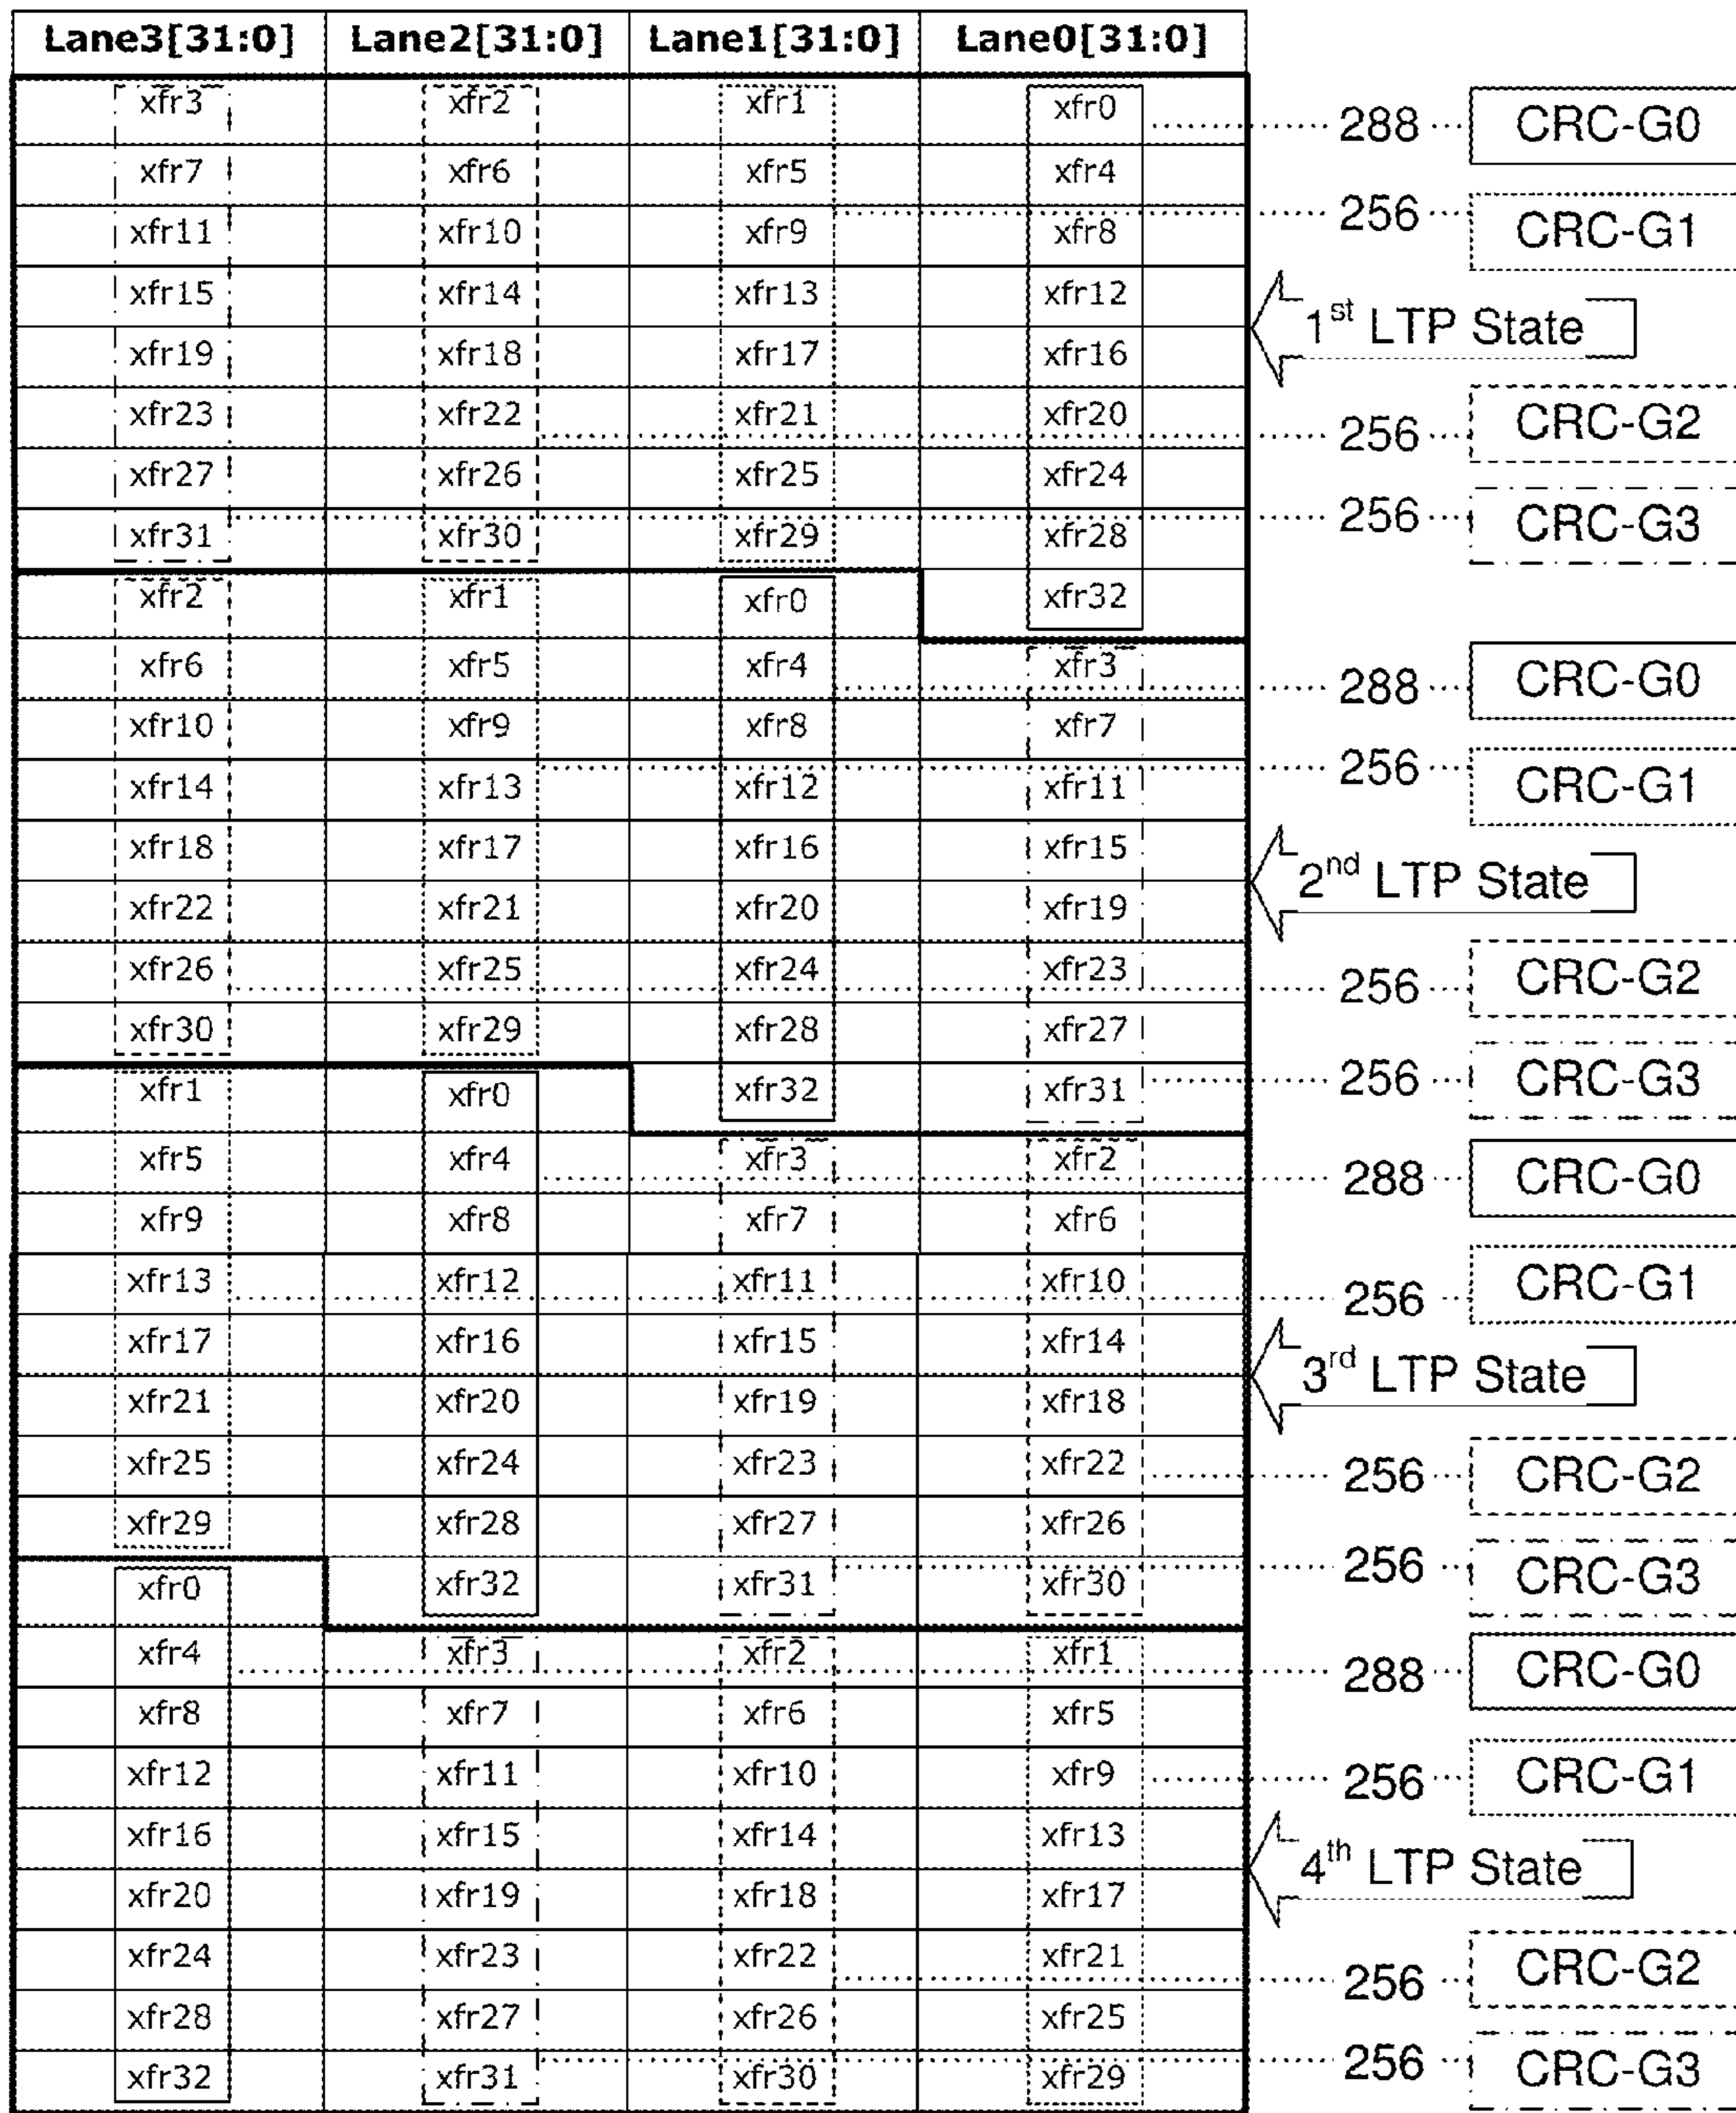 Lane3[31:0] Lane2[31:0] Lane1[31:0] Lane0[31:0]
xfr3 xfr2 xfr1 xfr0 288 CRC-G0
xfr7 xfr6 xfr5 xfr4
xfr11 xfr10 xfr9 xfr8 256 CRC-G1
xfr15 xfr14 xfr13 xfr12
1st LTP State
xfr19 xfr18 xfr17 xfr16
xfr23 xfr22 xfr21 xfr20 256 CRC-G2
xfr27 xfr26 xfr25 xfr24
xfr31 xfr30 xfr29 xfr28 256 CRC-G3
xfr2 xfr1 xfr0 xfr32
xfr6 xfr5 xfr4 xfr3 288 CRC-G0
xfr10 xfr9 xfr8 xfr7
xfr14 xfr13 xfr12 xfr11 256 CRC-G1
xfr18 xfr17 xfr16 xfr15
2nd LTP State
xfr22 xfr21 xfr20 xfr19
xfr26 xfr25 xfr24 xfr23 256 CRC-G2
xfr30 xfr29 xfr28 xfr27
xfr1 xfr0 xfr32 xfr31 256 CRC-G3
xfr5 xfr4 xfr3 xfr2 288 CRC-G0
xfr9 xfr8 xfr7 xfr6
xfr13 xfr12 xfr11 xfr10 256 CRC-G1
xfr17 xfr16 xfr15 xfr14
3rd LTP State
xfr21 xfr20 xfr19 xfr18
xfr25 xfr24 xfr23 xfr22 256 CRC-G2
xfr29 xfr28 xfr27 xfr26
xfr0 xfr32 xfr31 xfr30 256 CRC-G3
xfr4 xfr3 xfr2 xfr1 288 CRC-G0
xfr8 xfr7 xfr6 xfr5
xfr12 xfr11 xfr10 xfr9 256 CRC-G1
xfr16 xfr15 xfr14 xfr13
4th LTP State
xfr20 xfr19 xfr18 xfr17
xfr24 xfr23 xfr22 xfr21 256 CRC-G2
xfr28 xfr27 xfr26 xfr25
xfr32 xfr31 xfr30 xfr29 256 CRC-G3